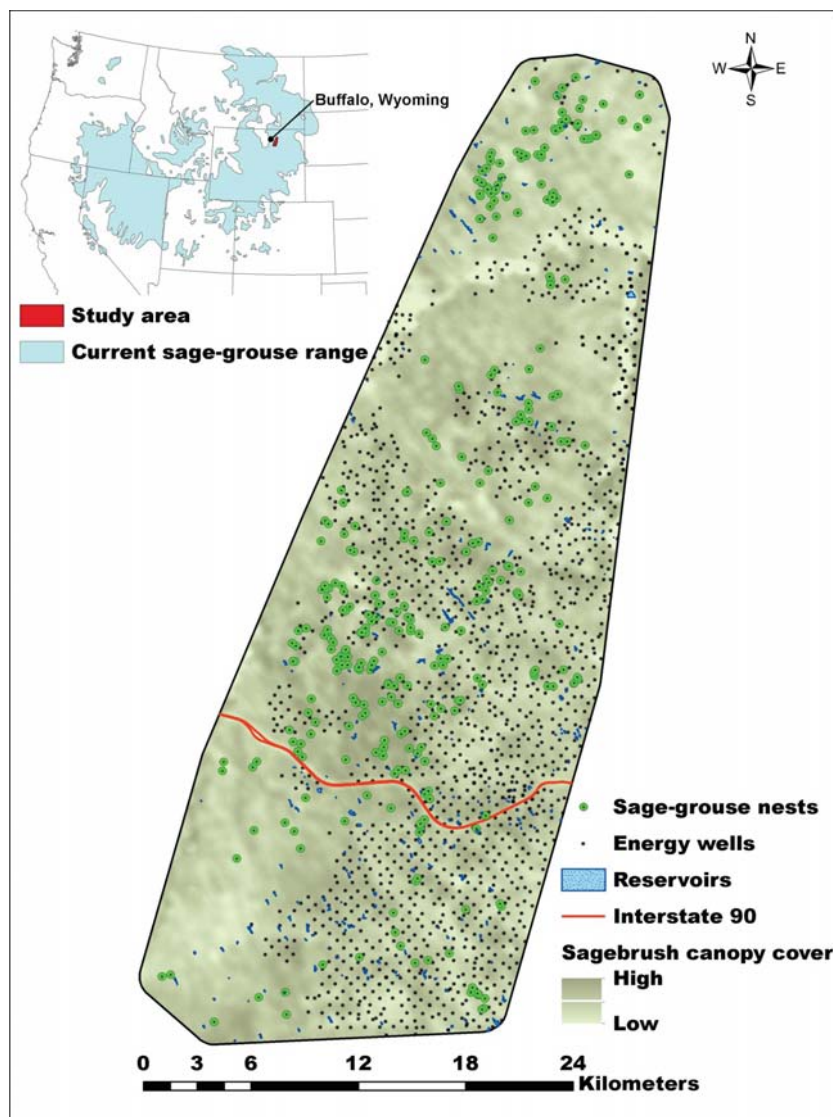 Buffalo, Wyoming
N
W E
S
Study area
Current sage-grouse range
Sage-grouse nests
Energy wells
Reservoirs
Interstate 90
Sagebrush canopy cover
High
Low
0 3 6 12 18 24
Kilometers